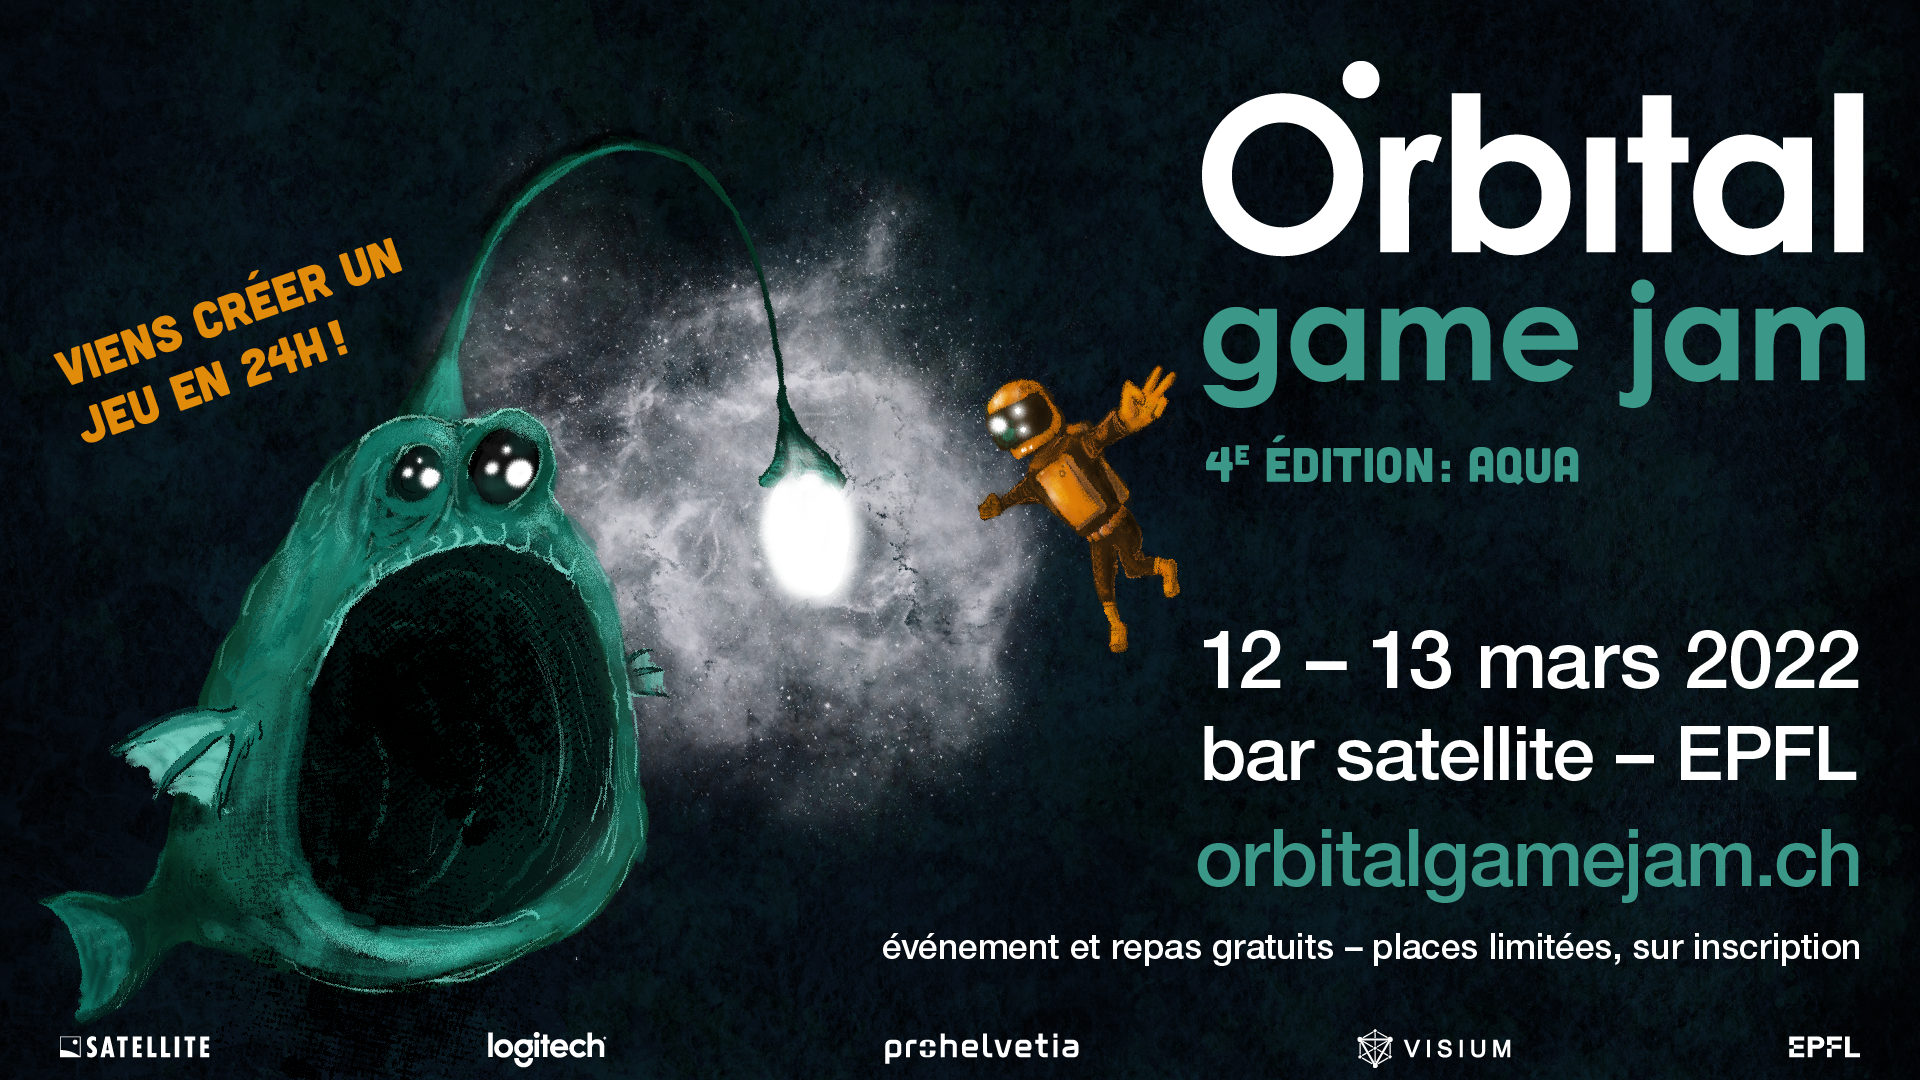 Orbital
game jam
4E ÉDITION: AQUA
VIENS CRÉER UN
JEU EN 24H!
12 – 13 mars 2022
bar satellite – EPFL
orbitalgamejam.ch
événement et repas gratuits – places limitées, sur inscription
SATELLITE
logitech
prohelvetia
VISIUM
EPFL